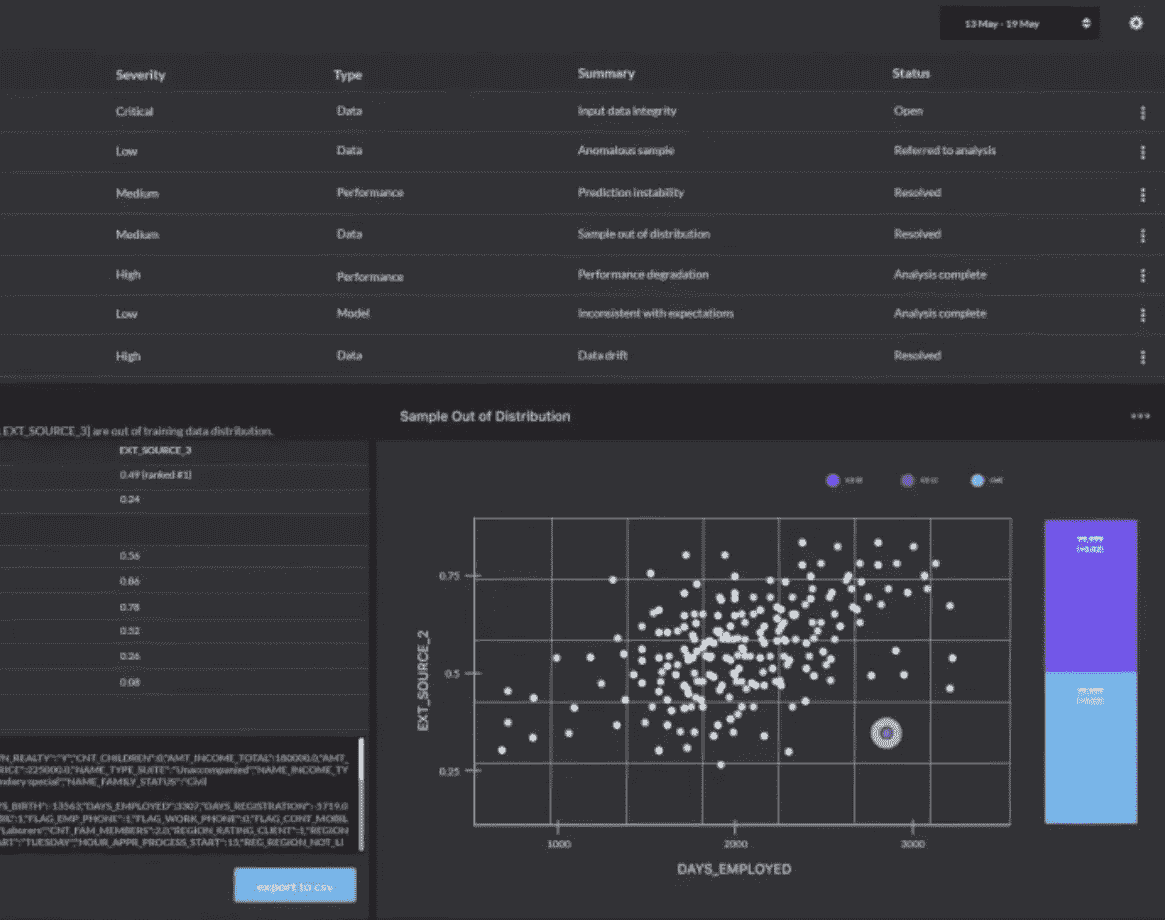 13 May - 19 May
Severity Type Summary Status
Critical Data Input data integrity Open
Low Data Anomalous sample Referred to analysis
Medium Performance Prediction instability Resolved
Medium Data Sample out of distribution Resolved
High Performance Performance degradation Analysis complete
Low Model Inconsistent with expectations Analysis complete
High Data Data drift Resolved
Sample Out of Distribution
EXT_SOURCE_3] are out of training data distribution.
EXT_SOURCE_3
0.49 (ranked #1)
0.24
0.56
0.86
0.78
0.52
0.26
0.08
N_REALTY":"Y","CNT_CHILDREN":0,"AMT_INCOME_TOTAL":180000.0,"AMT_
RICE":225000.0,"NAME_TYPE_SUITE":"Unaccompanied","NAME_INCOME_TY
ndary special","NAME_FAMILY_STATUS":"Civil
S_BIRTH":-13563,"DAYS_EMPLOYED":3307,"DAYS_REGISTRATION":-5719.0
BIL":1,"FLAG_EMP_PHONE":1,"FLAG_WORK_PHONE":0,"FLAG_CONT_MOBIL
"Laborers","CNT_FAM_MEMBERS":2.0,"REGION_RATING_CLIENT":1,"REGION
ART":"TUESDAY","HOUR_APPR_PROCESS_START":15,"REG_REGION_NOT_LI
export to csv
EXT_SOURCE_2
0.75
0.5
0.25
1000 2000 3000
DAYS_EMPLOYED